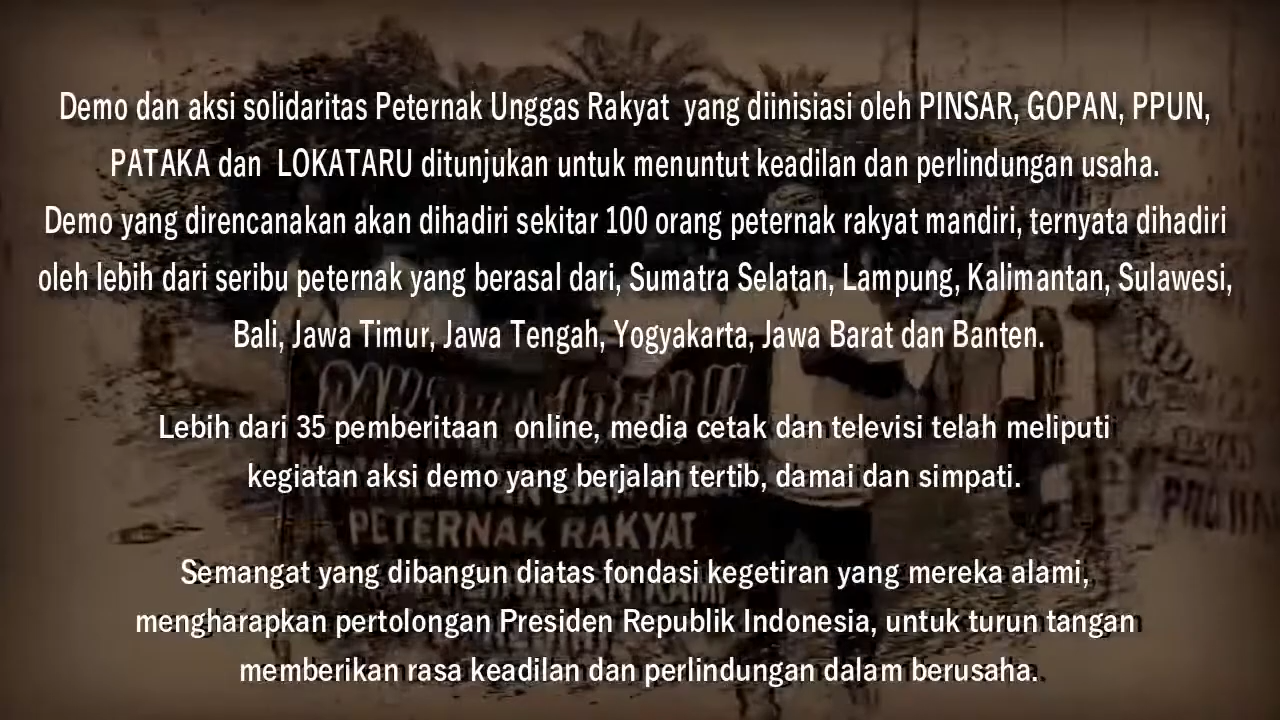 Demo dan aksi solidaritas Peternak Unggas Rakyat  yang diinisiasi oleh PINSAR, GOPAN, PPUN,
PATAKA dan  LOKATARU ditunjukan untuk menuntut keadilan dan perlindungan usaha.
Demo yang direncanakan akan dihadiri sekitar 100 orang peternak rakyat mandiri, ternyata dihadiri
oleh lebih dari seribu peternak yang berasal dari, Sumatra Selatan, Lampung, Kalimantan, Sulawesi,
Bali, Jawa Timur, Jawa Tengah, Yogyakarta, Jawa Barat dan Banten.
Lebih dari 35 pemberitaan  online, media cetak dan televisi telah meliputi
kegiatan aksi demo yang berjalan tertib, damai dan simpati.
PETERNAK RAKYAT
Semangat yang dibangun diatas fondasi kegetiran yang mereka alami,
mengharapkan pertolongan Presiden Republik Indonesia, untuk turun tangan
memberikan rasa keadilan dan perlindungan dalam berusaha.